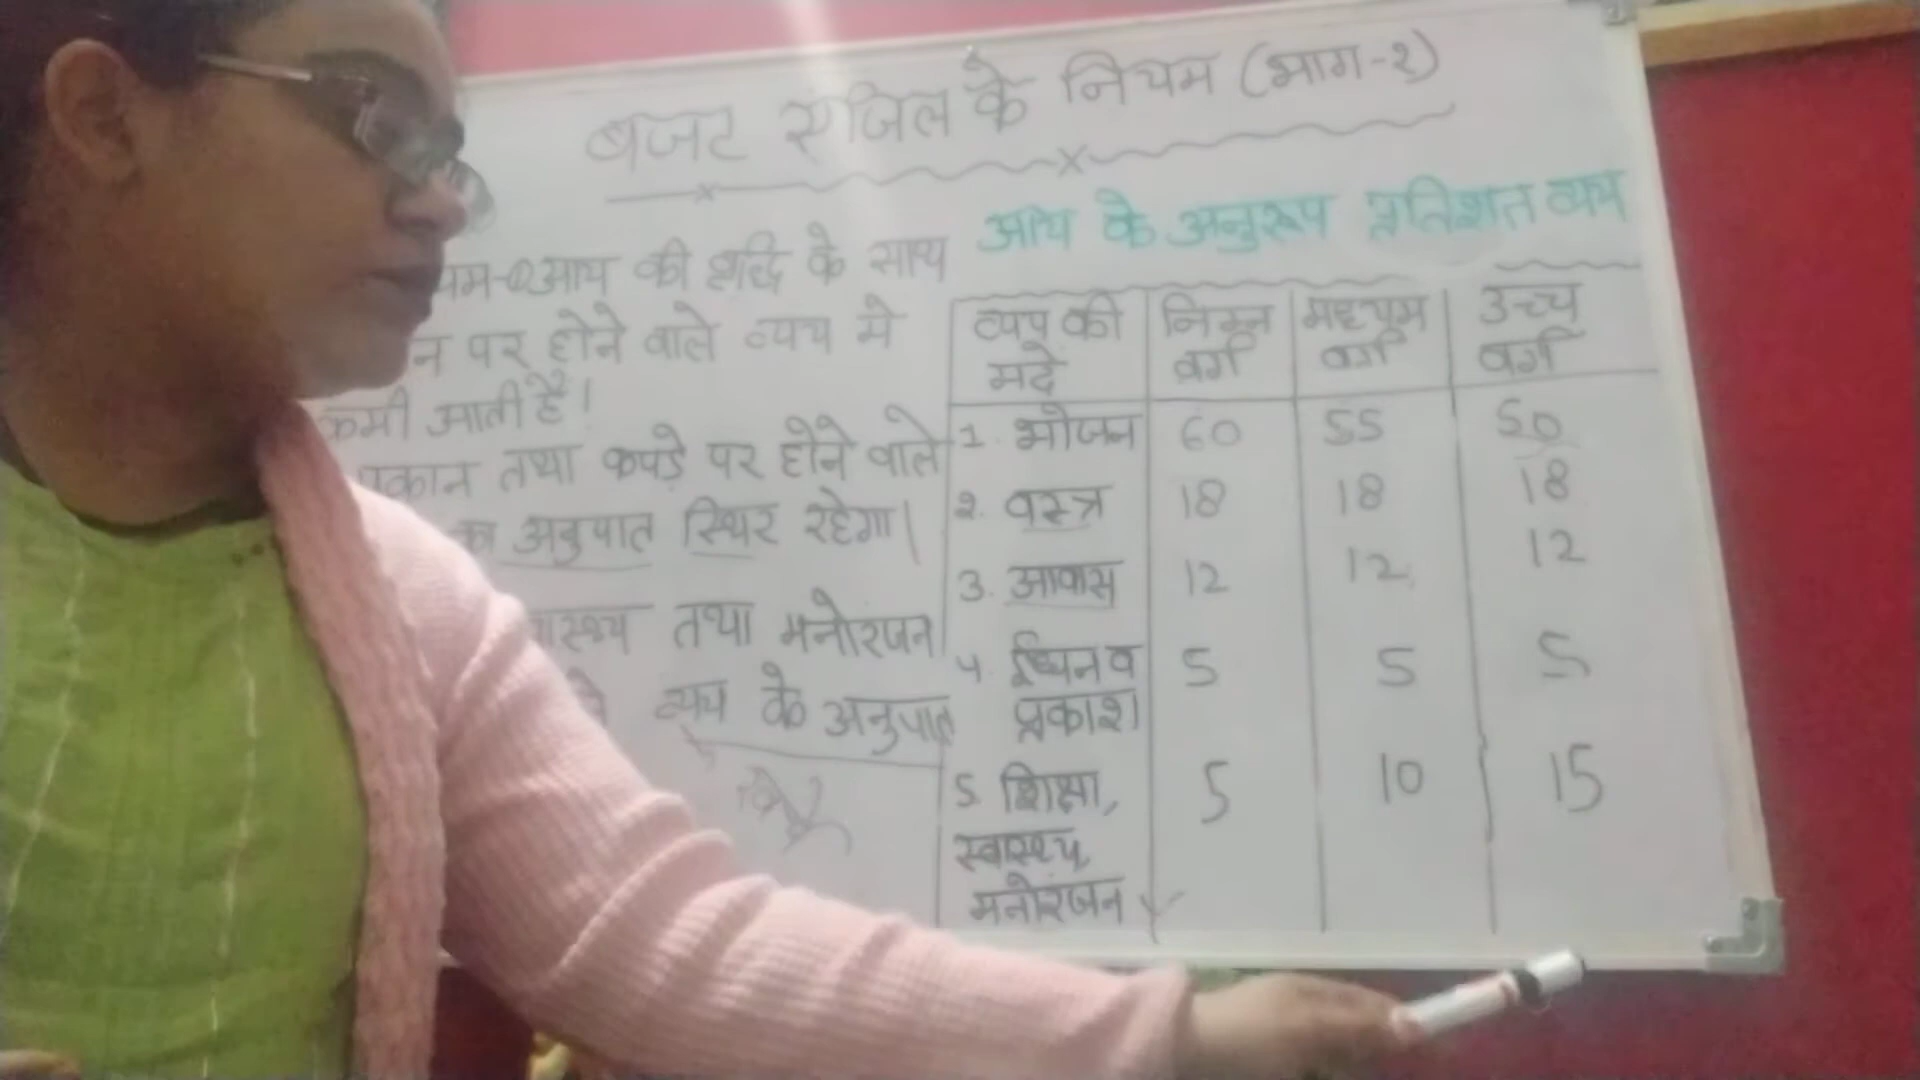 बजट एंजिल के नियम (भाग-२)
आय के अनुरूप प्रतिशत व्यय
आय की वृद्धि के साथ
न पर होने वाले व्यय मे
कमी आती है!
मकान तथा कपड़े पर होने वाले
का अनुपात स्थिर रहेगा।
तथा मनोरंजन
व्यय के अनुपात
व्यय की मदे निम्न वर्ग मध्यम वर्ग उच्च वर्ग
1. भोजन 60 55 50
2. वस्त्र 18 18 18
3. आवास 12 12 12
4 ईंधन व प्रकाश 5 5 5
5. शिक्षा, 5 10 15
स्वास्थ्य,
मनोरंजन